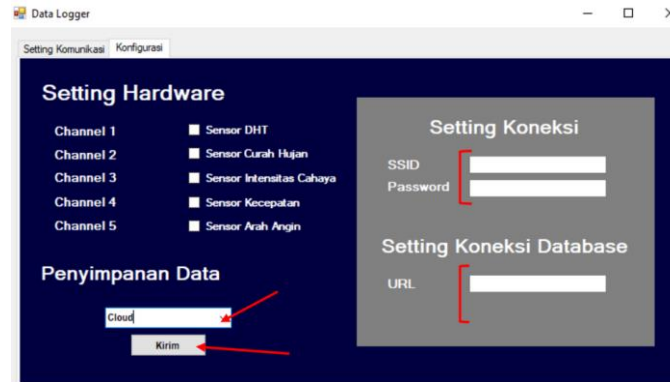 Data Logger
Setting Komunikasi Konfigurasi
Setting Hardware
Channel 1 Sensor DHT
Channel 2 Sensor Curah Hujan
Channel 3 Sensor Intensitas Cahaya
Channel 4 Sensor Kecepatan
Channel 5 Sensor Arah Angin
Penyimpanan Data
Cloud
Kirim
Setting Koneksi
SSID
Password
Setting Koneksi Database
URL